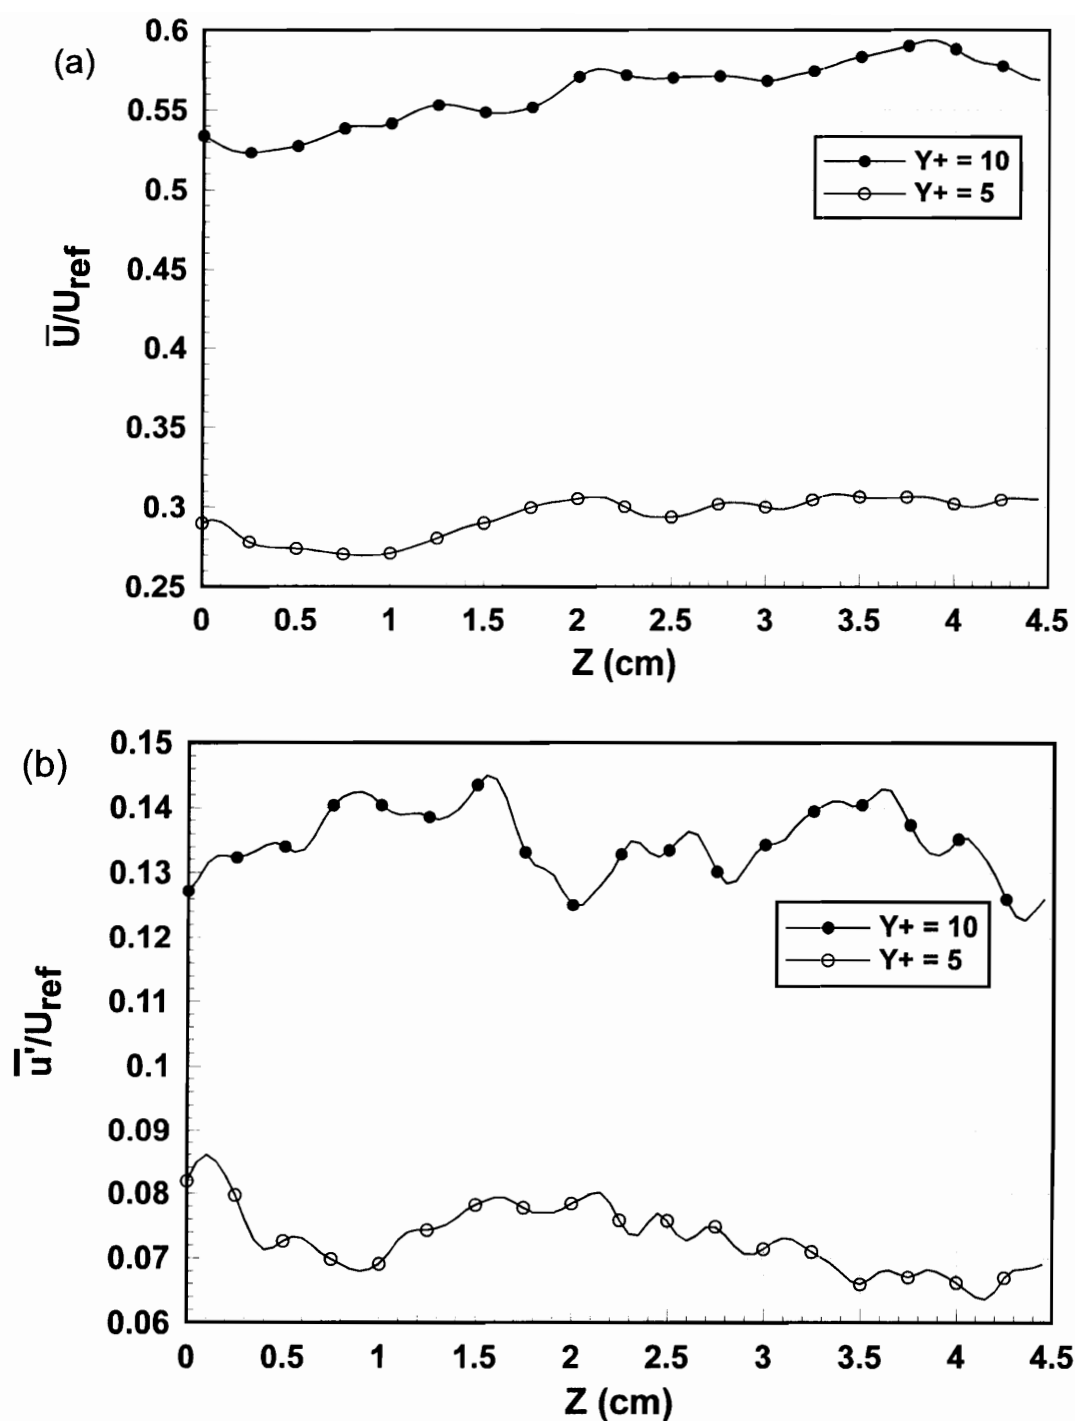 (a)
0.6
0.55
0.5
0.45
0.4
0.35
0.3
0.25
U̅/Uref
Y+ = 10
Y+ = 5
0 0.5 1 1.5 2 2.5 3 3.5 4 4.5
Z (cm)
(b)
0.15
0.14
0.13
0.12
0.11
0.1
0.09
0.08
0.07
0.06
u̅'/Uref
Y+ = 10
Y+ = 5
0 0.5 1 1.5 2 2.5 3 3.5 4 4.5
Z (cm)